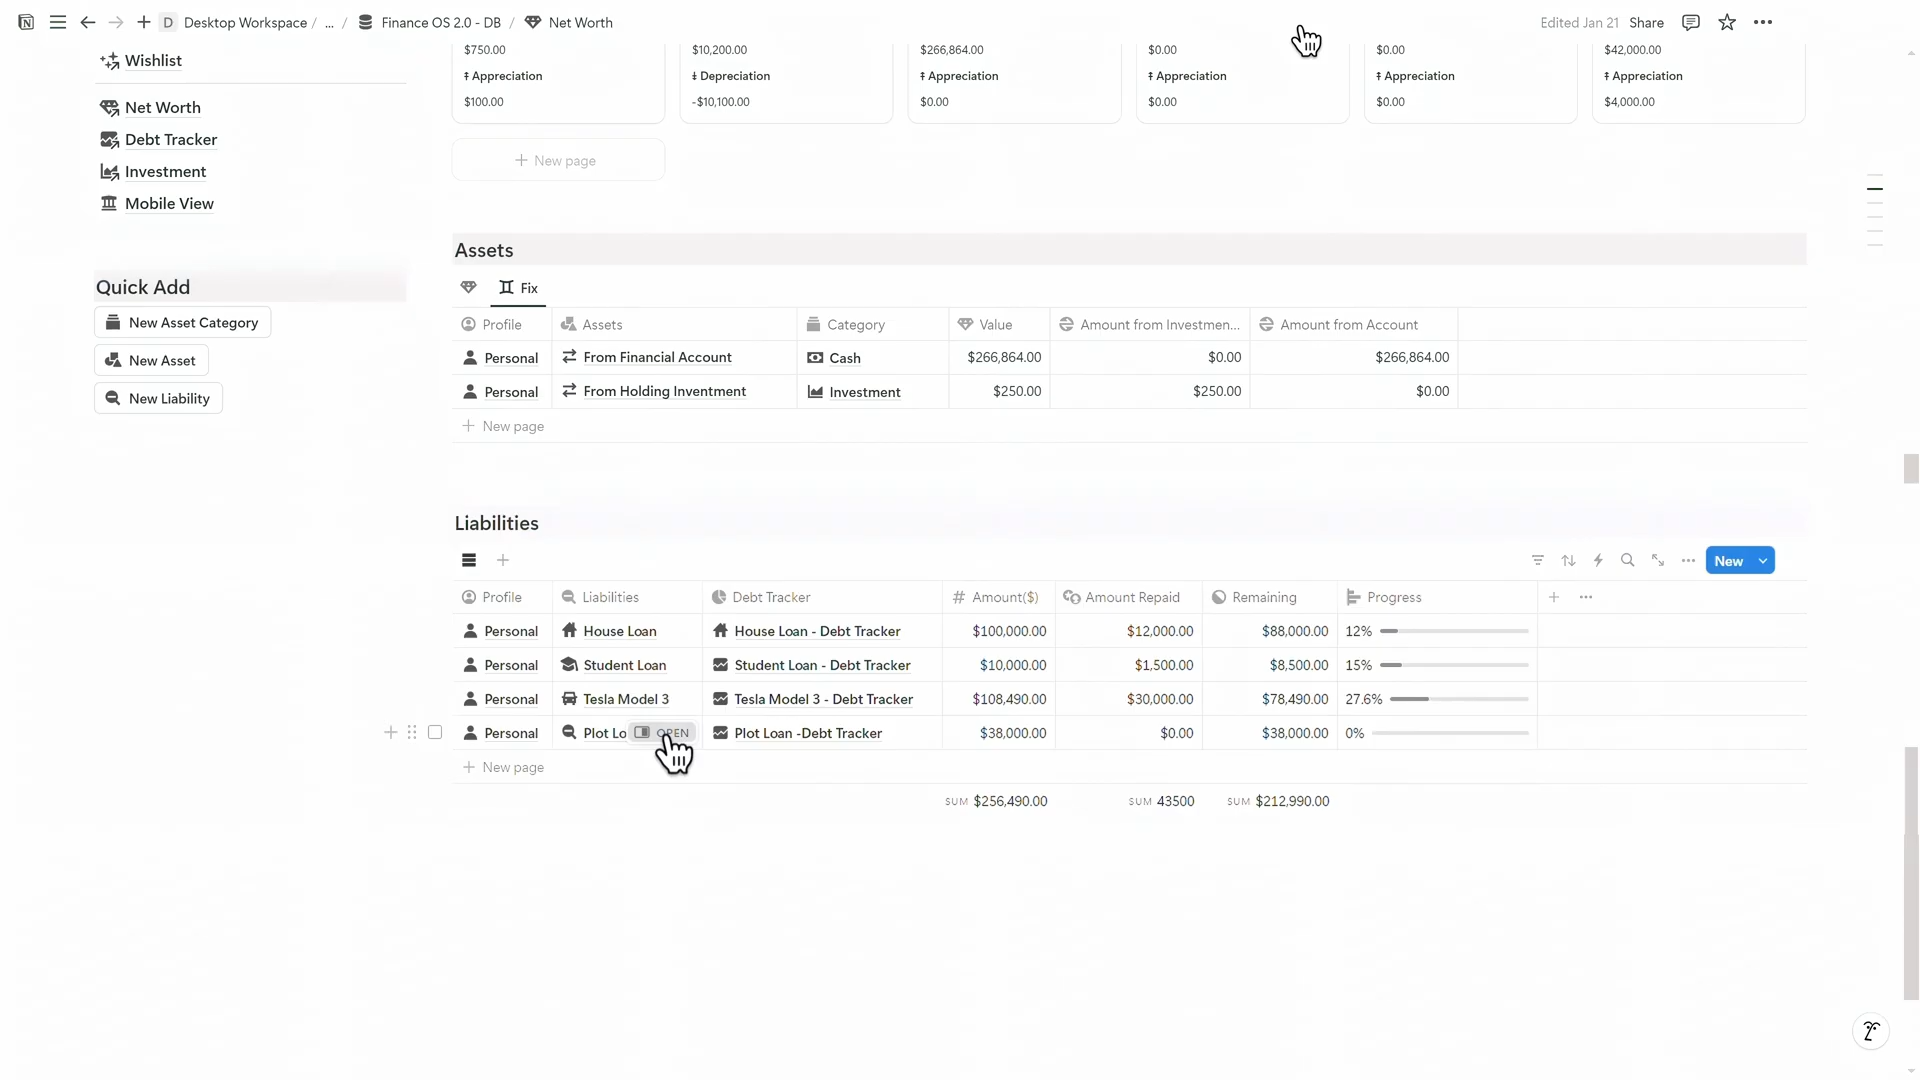 D Desktop Workspace / ... / Finance OS 2.0 - DB / Net Worth
Edited Jan 21 Share
Wishlist
Net Worth
Debt Tracker
Investment
Mobile View
Quick Add
New Asset Category
New Asset
New Liability
$750.00 $10,200.00 $266,864.00 $0.00 $0.00 $42,000.00
Appreciation Depreciation Appreciation Appreciation Appreciation Appreciation
$100.00 -$10,100.00 $0.00 $0.00 $0.00 $4,000.00
New page
Assets
Fix
Profile Assets Category Value Amount from Investmen... Amount from Account
Personal From Financial Account Cash $266,864.00 $0.00 $266,864.00
Personal From Holding Inventment Investment $250.00 $250.00 $0.00
New page
Liabilities
New
Profile Liabilities Debt Tracker # Amount($) Amount Repaid Remaining Progress
Personal House Loan House Loan - Debt Tracker $100,000.00 $12,000.00 $88,000.00 12%
Personal Student Loan Student Loan - Debt Tracker $10,000.00 $1,500.00 $8,500.00 15%
Personal Tesla Model 3 Tesla Model 3 - Debt Tracker $108,490.00 $30,000.00 $78,490.00 27.6%
Personal Plot Lo OPEN Plot Loan -Debt Tracker $38,000.00 $0.00 $38,000.00 0%
New page
SUM $256,490.00 SUM 43500 SUM $212,990.00